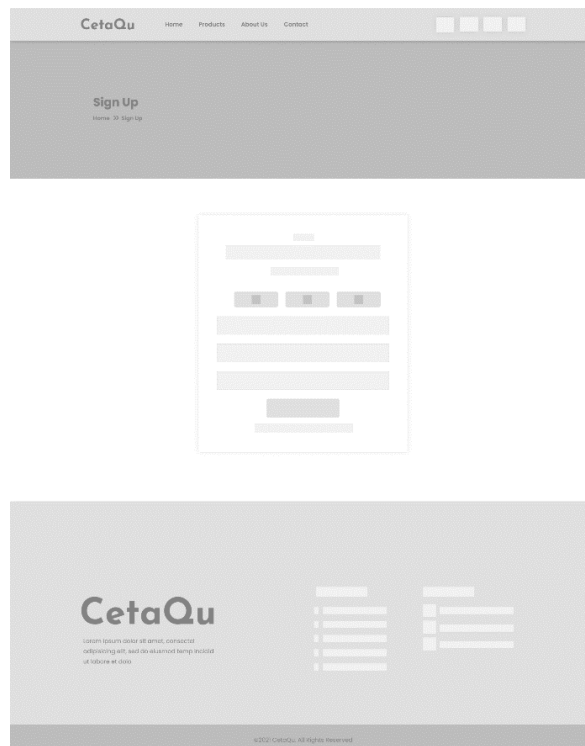 CetaQu Home Products About Us Contact
Sign Up
Home >> Sign Up
CetaQu
Lorem ipsum dolor sit amet, consectet
adipisicing elit, sed do eiusmod temp incidid
ut labore et dolo
©2021 CetaQu, All Rights Reserved